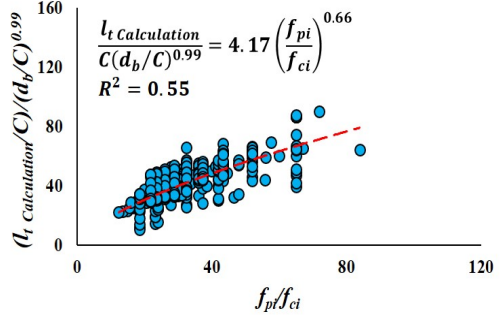 160
120
80
40
0
(l_t Calculation/C)/(d_b/C)^0.99
l_t Calculation / C(d_b/C)^0.99 = 4.17 (f_pi/f_ci)^0.66
R² = 0.55
0 40 80 120
f_pi/f_ci